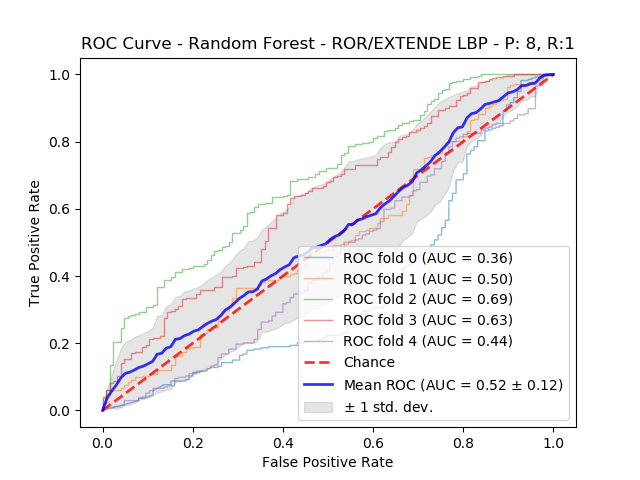 ROC Curve - Random Forest - ROR/EXTENDE LBP - P: 8, R:1
True Positive Rate
1.0
0.8
0.6
0.4
0.2
0.0
ROC fold 0 (AUC = 0.36)
ROC fold 1 (AUC = 0.50)
ROC fold 2 (AUC = 0.69)
ROC fold 3 (AUC = 0.63)
ROC fold 4 (AUC = 0.44)
Chance
Mean ROC (AUC = 0.52 ± 0.12)
± 1 std. dev.
0.0 0.2 0.4 0.6 0.8 1.0
False Positive Rate